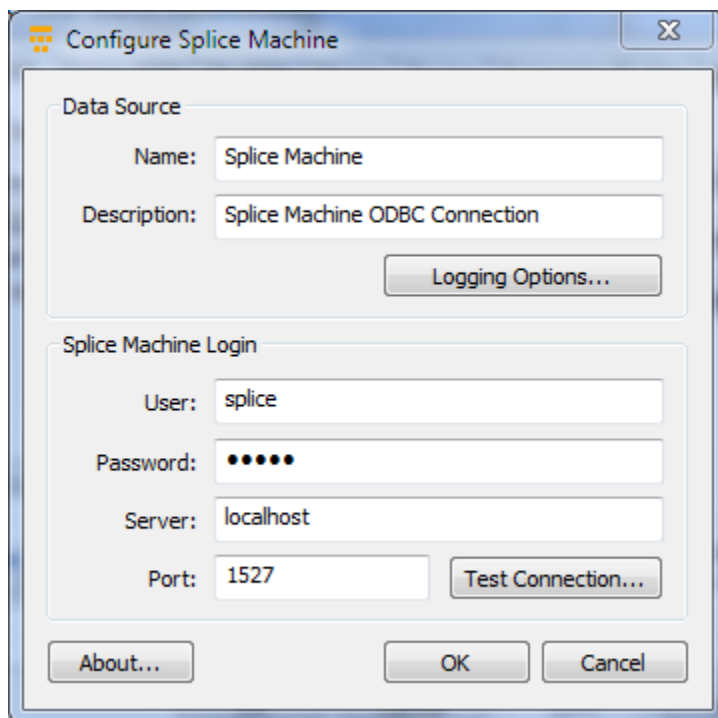 Configure Splice Machine
Data Source
Name: Splice Machine
Description: Splice Machine ODBC Connection
Logging Options...
Splice Machine Login
User: splice
Password: •••••
Server: localhost
Port: 1527 Test Connection...
About... OK Cancel